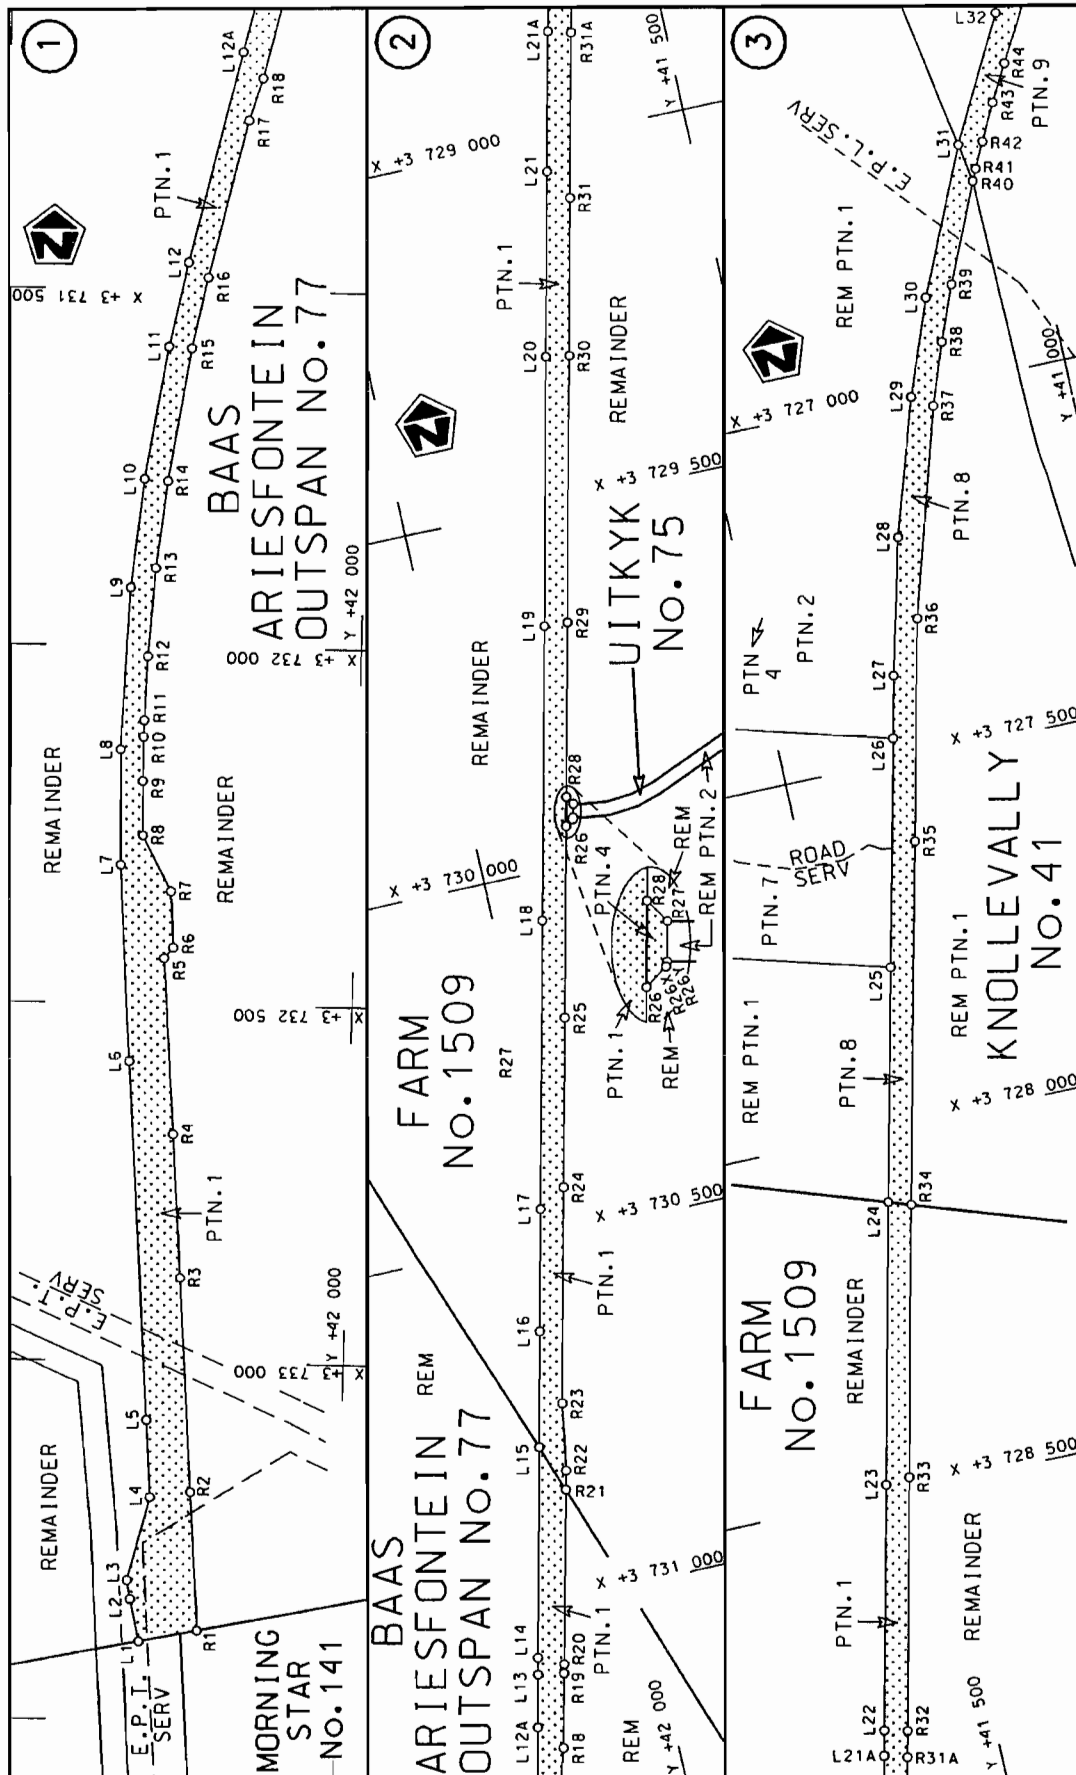 1
REMAINDER
REMAINDER
REMAINDER
L1
L2
L3
L4
L5
L6
L7
L8
L9
L10
L11
L12
L12A
R1
R2
R3
R4
R5
R6
R7
R8
R9
R10
R11
R12
R13
R14
R15
R16
R17
R18
PTN.1
PTN.1
E.P.T.
SERV
E.P.T.
SERV
MORNING
STAR
No.141
BAAS
ARIESFONTEIN
OUTSPAN No.77
X +3 731 500
X +3 732 000
Y +42 000
X +3 732 500
X +3 733 000
Y +42 000
N
2
BAAS
ARIESFONTEIN
OUTSPAN No.77
REM
REM
FARM
No.1509
REMAINDER
REMAINDER
UITKYK
No.75
L12A
L13
L14
L15
L16
L17
L18
L19
L20
L21
L21A
R18
R19
R20
R21
R22
R23
R24
R25
R27
R26
R28
R29
R30
R31
R31A
PTN.1
PTN.1
PTN.1
PTN.1
PTN.4
R26
R26X
R26Y
R27
R28
REM
REM
REM PTN.2
X +3 729 000
X +3 729 500
X +3 730 000
X +3 730 500
X +3 731 000
Y +41 500
Y +42 000
N
3
FARM
No.1509
REMAINDER
REMAINDER
KNOLLEVALLY
No.41
REM PTN.1
REM PTN.1
REM PTN.1
PTN.1
PTN.8
PTN.8
PTN.7
PTN
4
PTN.2
PTN.9
ROAD
SERV
E.P.L. SERV
L21A
L22
L23
L24
L25
L26
L27
L28
L29
L30
L31
L32
R31A
R32
R33
R34
R35
R36
R37
R38
R39
R40
R41
R42
R43
R44
X +3 727 000
X +3 727 500
X +3 728 000
X +3 728 500
Y +41 000
Y +41 500
N